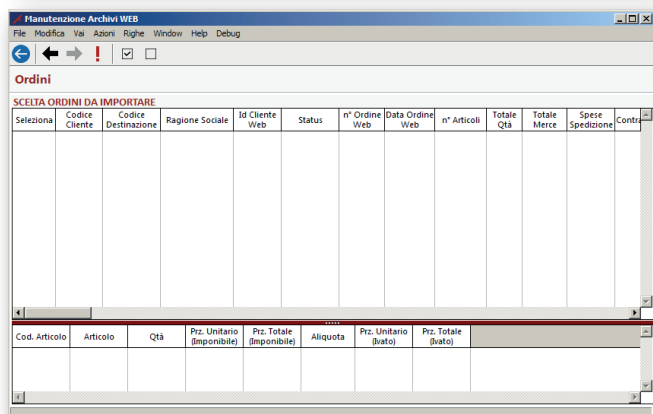 Manutenzione Archivi WEB
File Modifica Vai Azioni Righe Window Help Debug
Ordini
SCELTA ORDINI DA IMPORTARE
Seleziona Codice Cliente Codice Destinazione Ragione Sociale Id Cliente Web Status n° Ordine Web Data Ordine Web n° Articoli Totale Qtà Totale Merce Spese Spedizione Contra
Cod. Articolo Articolo Qtà Prz. Unitario (Imponibile) Prz. Totale (Imponibile) Aliquota Prz. Unitario (Ivato) Prz. Totale (Ivato)